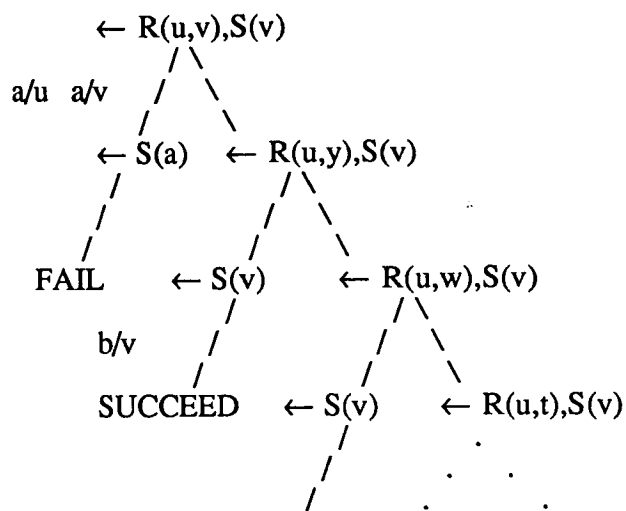 ← R(u,v),S(v)
a/u a/v
← S(a) ← R(u,y),S(v)
FAIL ← S(v) ← R(u,w),S(v)
b/v
SUCCEED ← S(v) ← R(u,t),S(v)